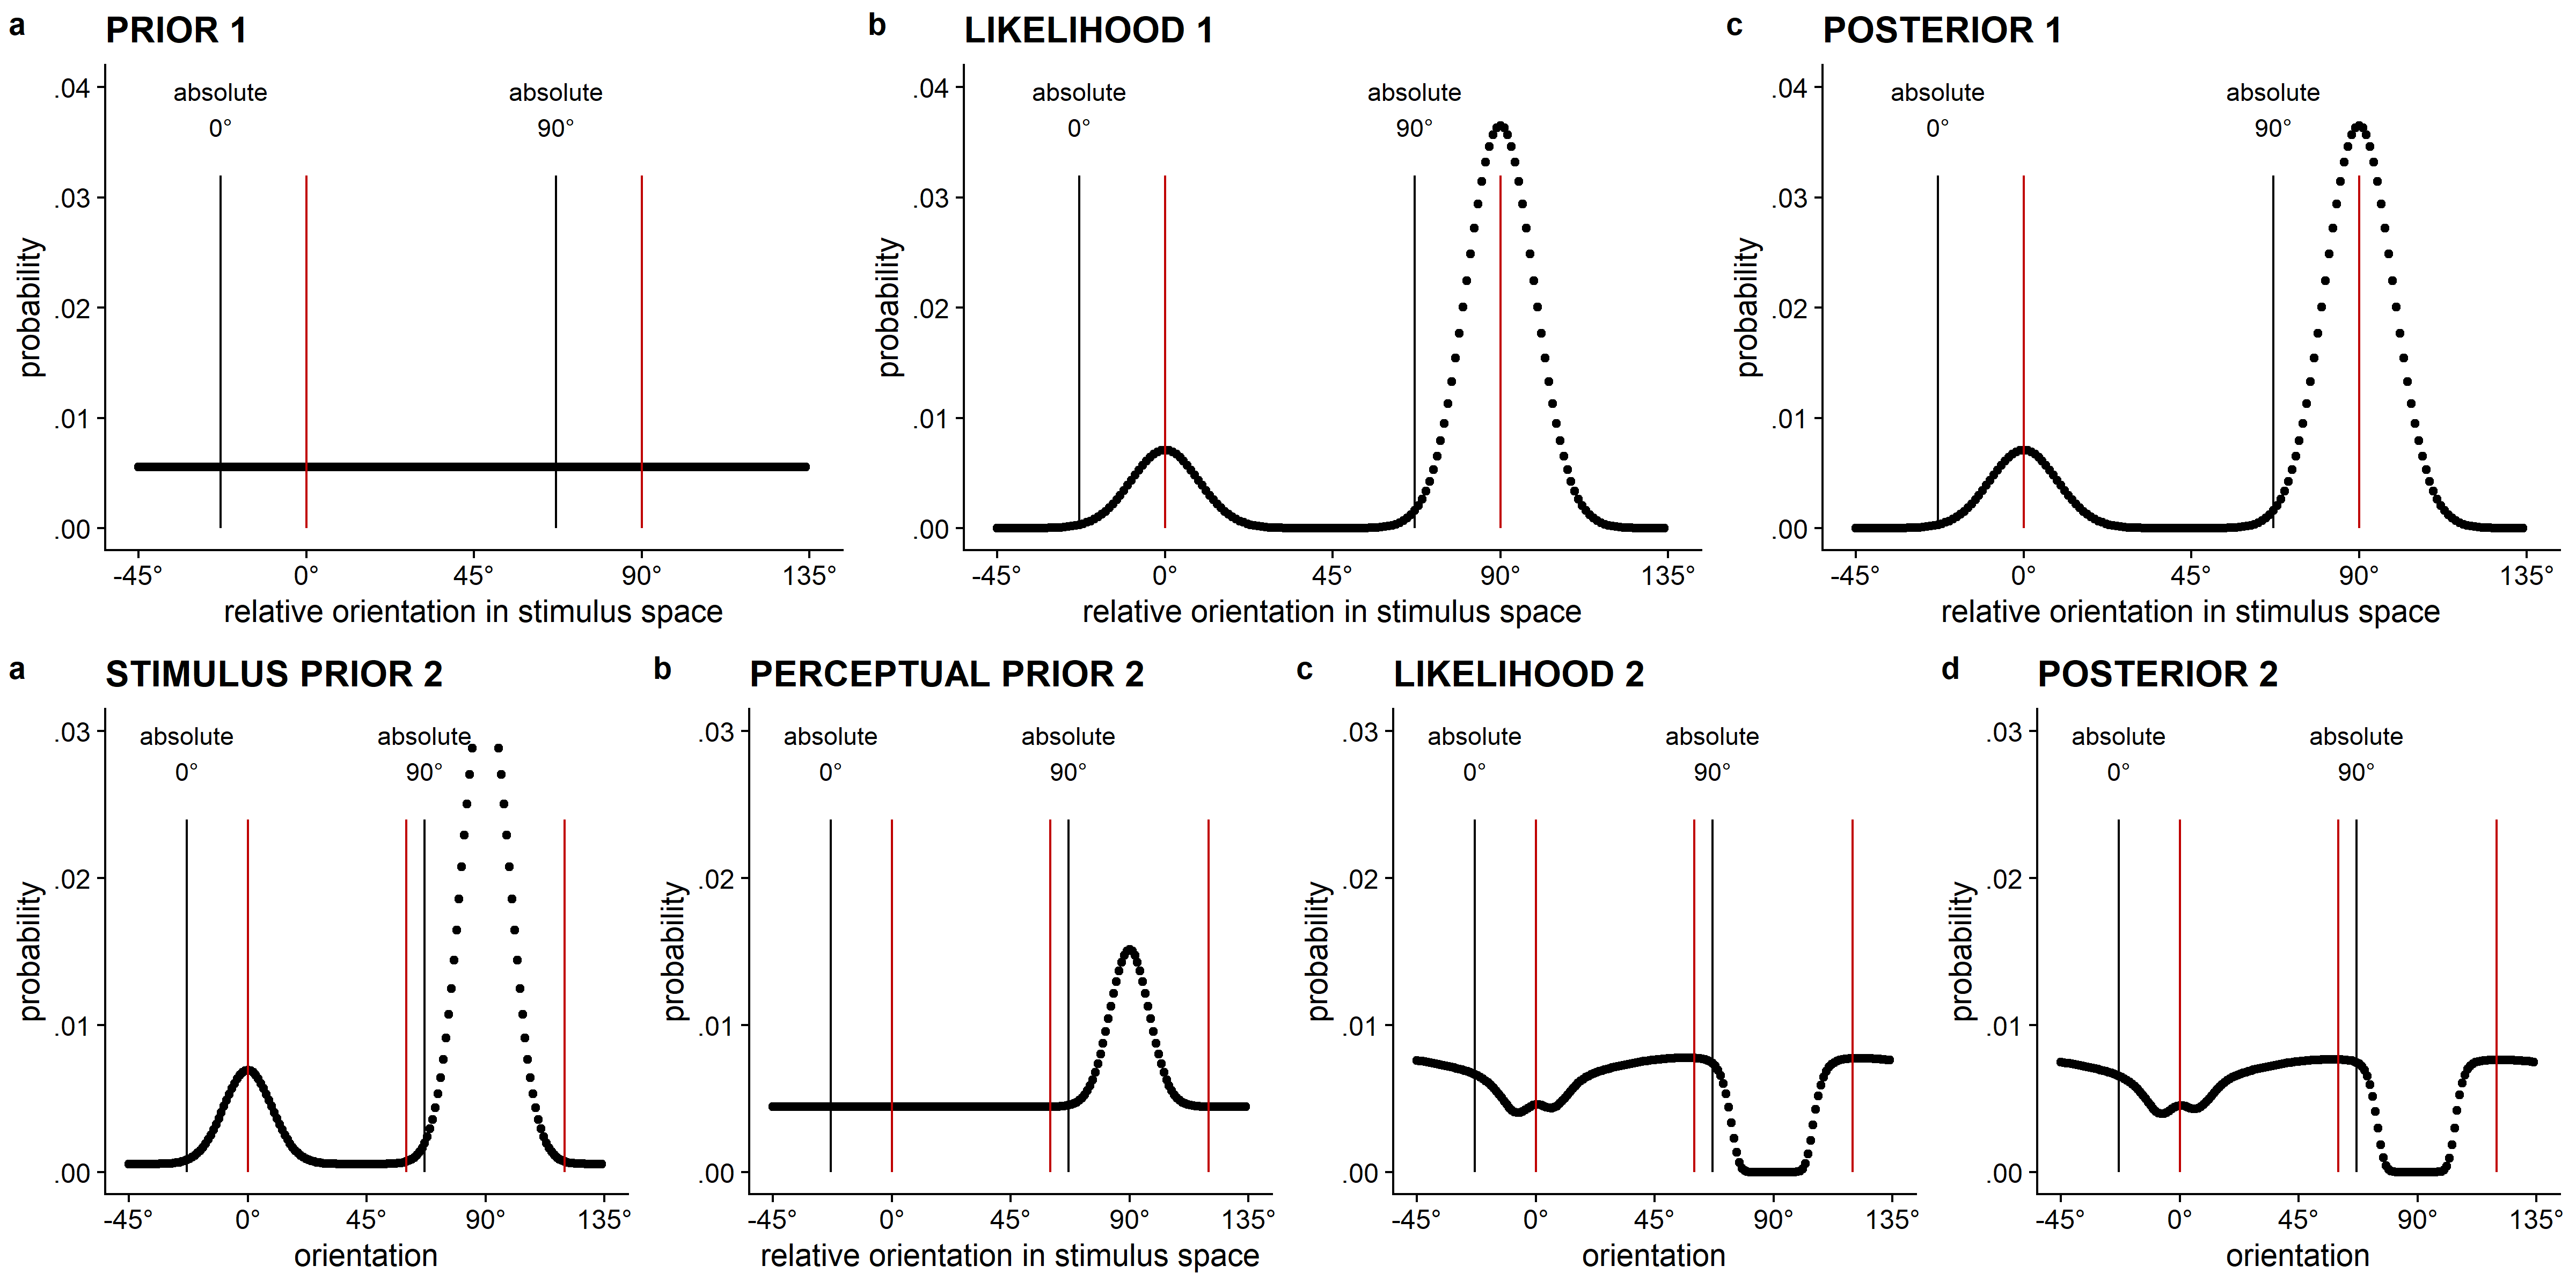 a PRIOR 1
absolute 0°
absolute 90°
.04
.03
.02
.01
.00
probability
-45° 0° 45° 90° 135°
relative orientation in stimulus space
b LIKELIHOOD 1
absolute 0°
absolute 90°
.04
.03
.02
.01
.00
probability
-45° 0° 45° 90° 135°
relative orientation in stimulus space
c POSTERIOR 1
absolute 0°
absolute 90°
.04
.03
.02
.01
.00
probability
-45° 0° 45° 90° 135°
relative orientation in stimulus space
a STIMULUS PRIOR 2
absolute 0°
absolute 90°
.03
.02
.01
.00
probability
-45° 0° 45° 90° 135°
orientation
b PERCEPTUAL PRIOR 2
absolute 0°
absolute 90°
.03
.02
.01
.00
probability
-45° 0° 45° 90° 135°
relative orientation in stimulus space
c LIKELIHOOD 2
absolute 0°
absolute 90°
.03
.02
.01
.00
probability
-45° 0° 45° 90° 135°
orientation
d POSTERIOR 2
absolute 0°
absolute 90°
.03
.02
.01
.00
probability
-45° 0° 45° 90° 135°
orientation